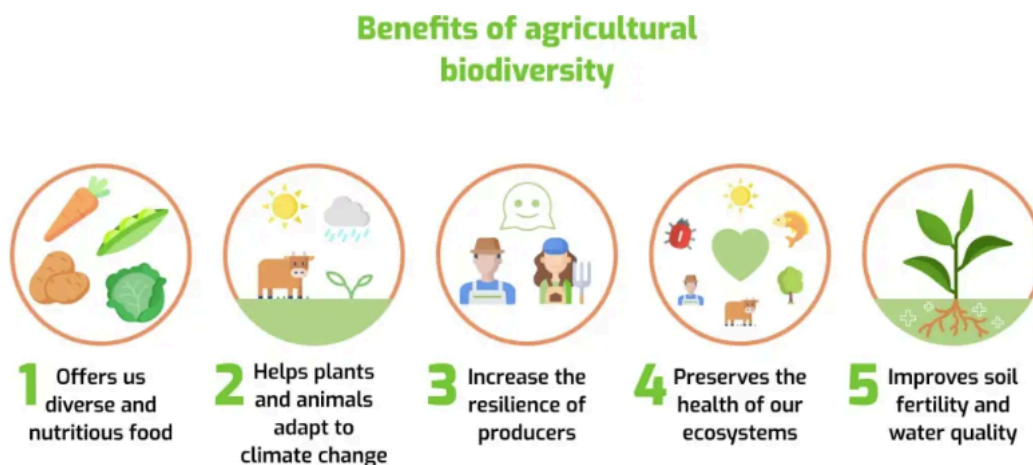 Benefits of agricultural
biodiversity
1 Offers us
diverse and
nutritious food
2 Helps plants
and animals
adapt to
climate change
3 Increase the
resilience of
producers
4 Preserves the
health of our
ecosystems
5 Improves soil
fertility and
water quality